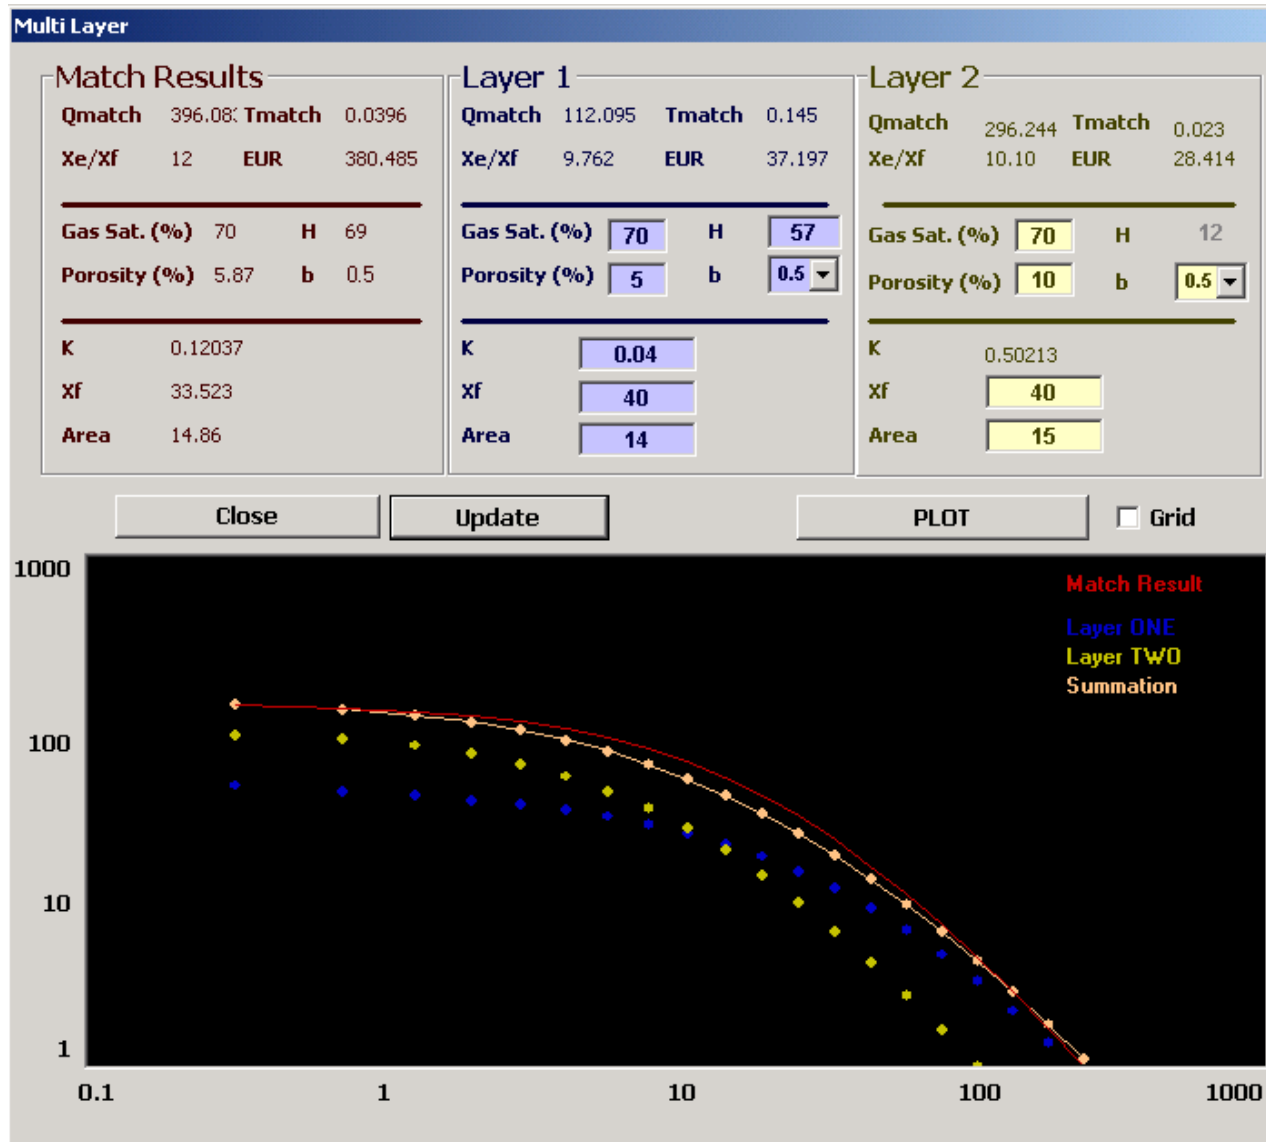 Multi Layer
Match Results
Qmatch 396.08 Tmatch 0.0396
Xe/Xf 12 EUR 380.485
Gas Sat. (%) 70 H 69
Porosity (%) 5.87 b 0.5
K 0.12037
Xf 33.523
Area 14.86
Layer 1
Qmatch 112.095 Tmatch 0.145
Xe/Xf 9.762 EUR 37.197
Gas Sat. (%) 70 H 57
Porosity (%) 5 b 0.5
K 0.04
Xf 40
Area 14
Layer 2
Qmatch 296.244 Tmatch 0.023
Xe/Xf 10.10 EUR 28.414
Gas Sat. (%) 70 H 12
Porosity (%) 10 b 0.5
K 0.50213
Xf 40
Area 15
Close Update PLOT Grid
Match Result
Layer ONE
Layer TWO
Summation
1000
100
10
1
0.1 1 10 100 1000